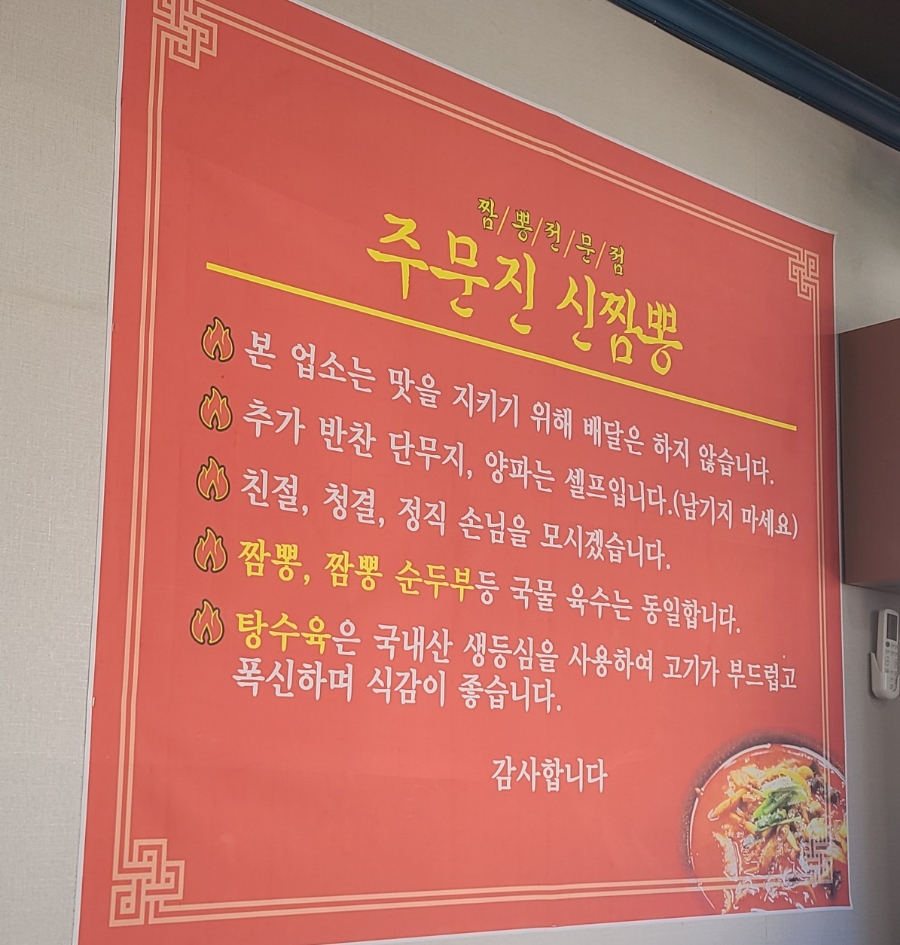 짬/뽕/전/문/점
주문진 신짬뽕
본 업소는 맛을 지키기 위해 배달은 하지 않습니다.
추가 반찬 단무지, 양파는 셀프입니다.(남기지 마세요)
친절, 청결, 정직 손님을 모시겠습니다.
짬뽕, 짬뽕 순두부등 국물 육수는 동일합니다.
탕수육은 국내산 생등심을 사용하여 고기가 부드럽고
폭신하며 식감이 좋습니다.
감사합니다